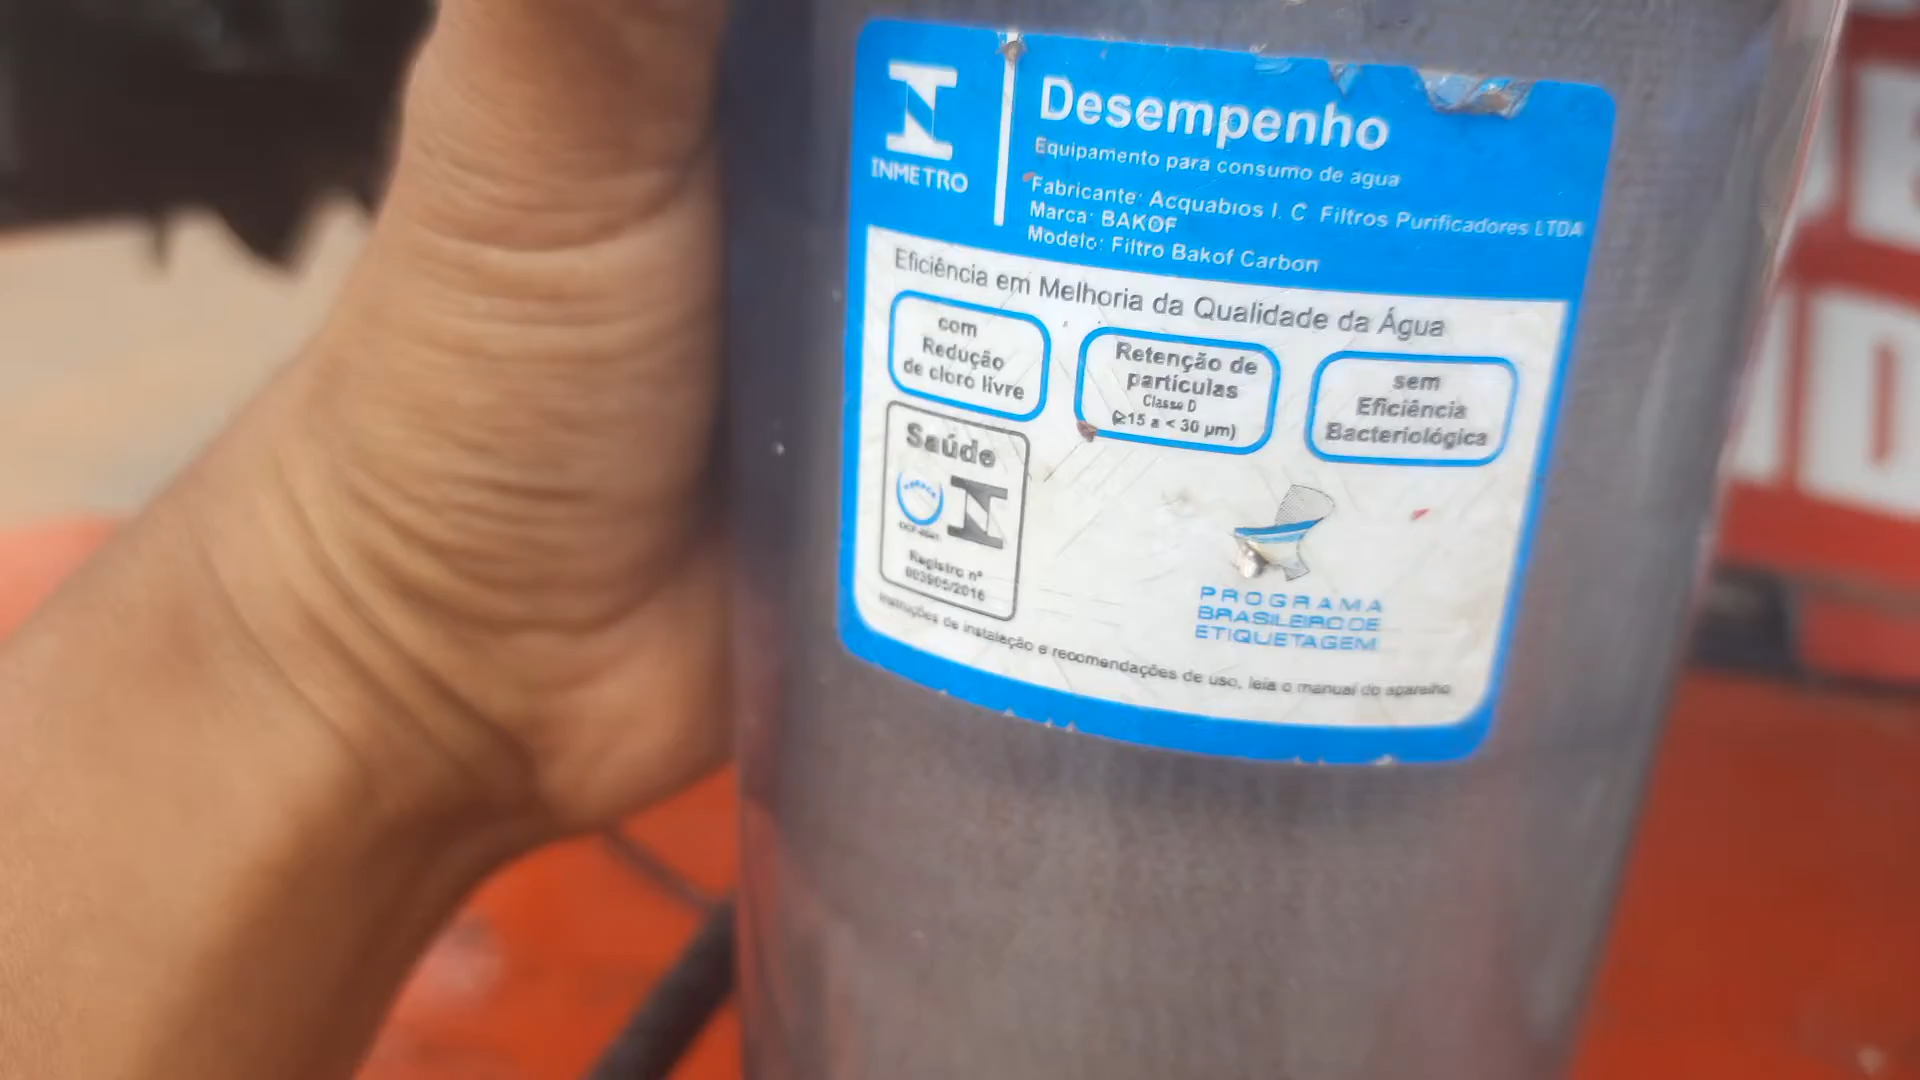 INMETRO
Desempenho
Equipamento para consumo de agua
Fabricante: Acquabios I. C Filtros Purificadores LTDA
Marca: BAKOF
Modelo: Filtro Bakof Carbon
Eficiência em Melhoria da Qualidade da Água
com
Redução
de cloro livre
Retenção de
partículas
Classe D
(≥15 a < 30 µm)
sem
Eficiência
Bacteriológica
Saúde
Registro nº
003905/2016
PROGRAMA
BRASILEIRO DE
ETIQUETAGEM
Instruções de instalação e recomendações de uso, leia o manual do aparelho